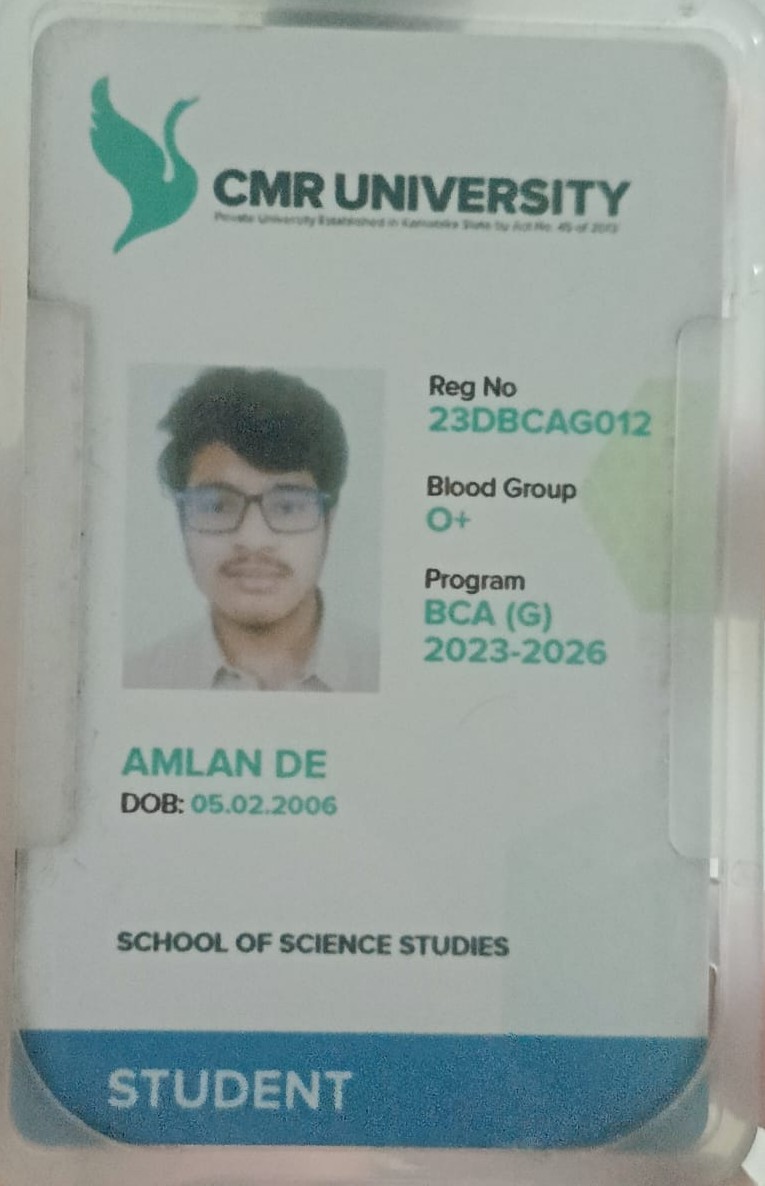 CMR UNIVERSITY
Private University Established in Karnataka State by Act No. 45 of 2013
Reg No
23DBCAG012
Blood Group
O+
Program
BCA (G)
2023-2026
AMLAN DE
DOB: 05.02.2006
SCHOOL OF SCIENCE STUDIES
STUDENT